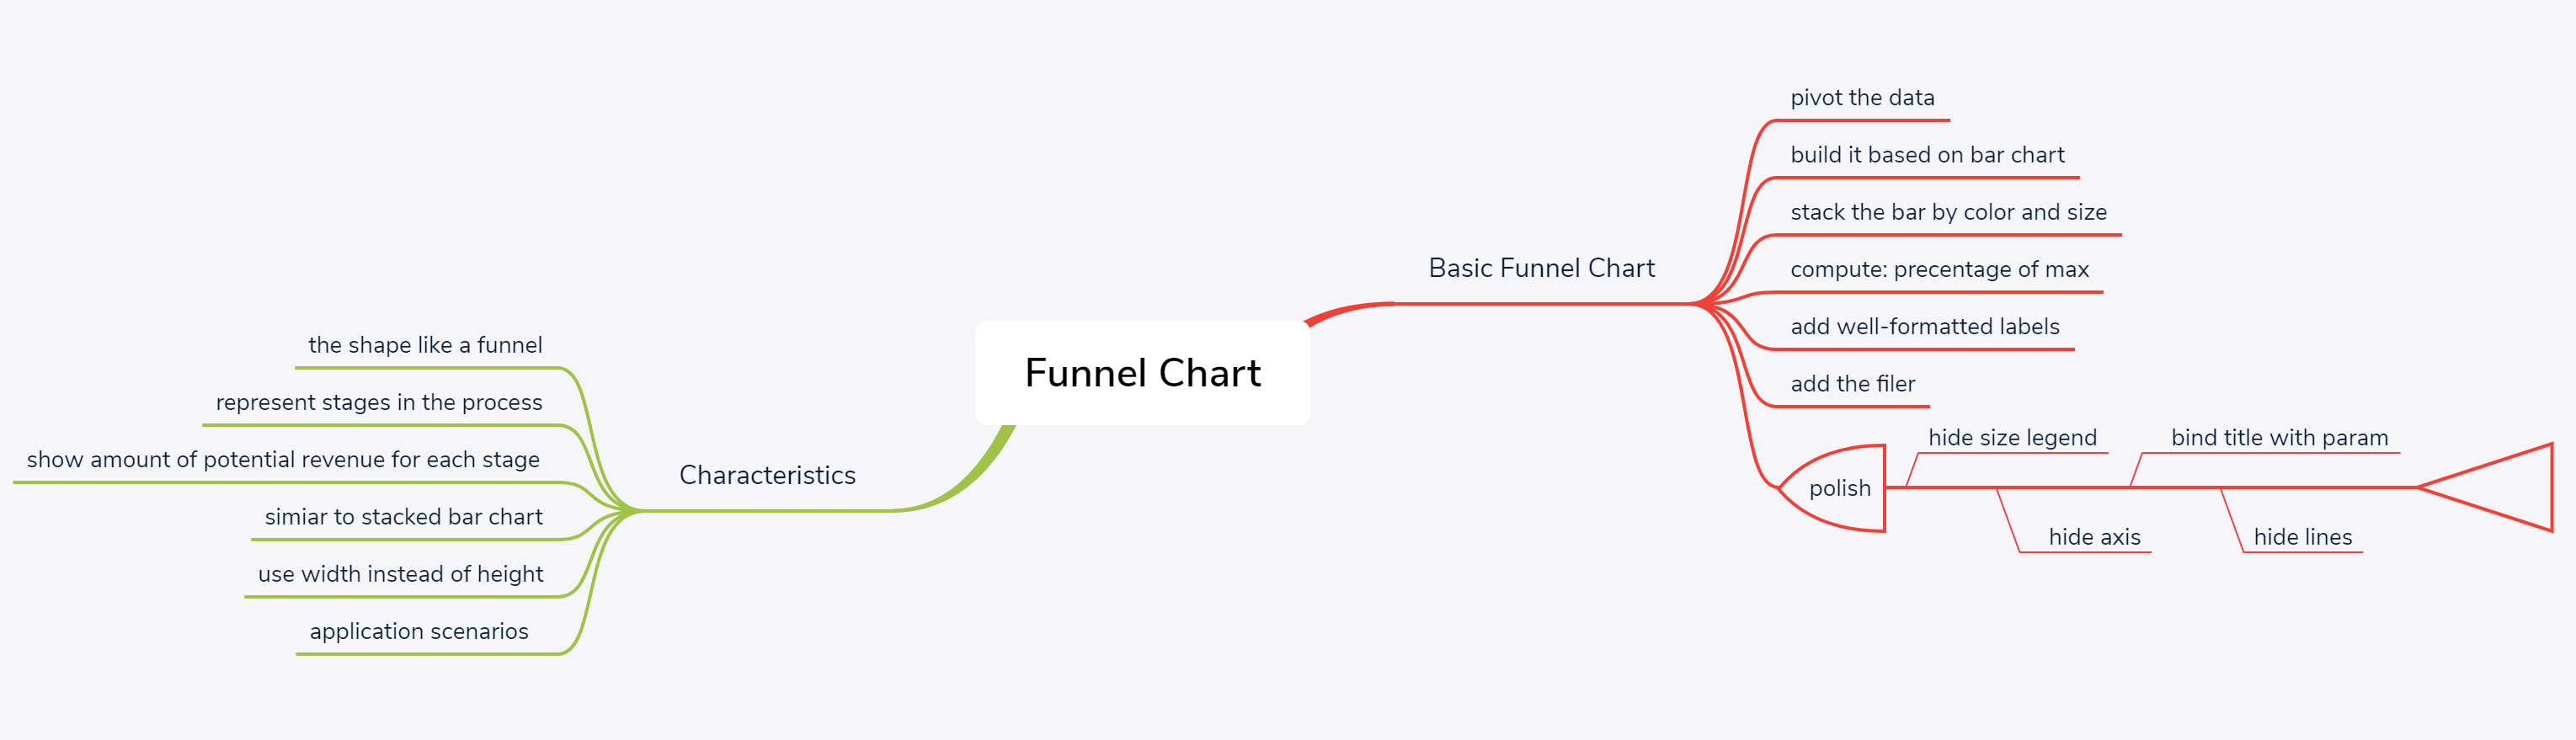 Funnel Chart
Basic Funnel Chart
pivot the data
build it based on bar chart
stack the bar by color and size
compute: precentage of max
add well-formatted labels
add the filer
polish
hide size legend
hide axis
bind title with param
hide lines
Characteristics
the shape like a funnel
represent stages in the process
show amount of potential revenue for each stage
simiar to stacked bar chart
use width instead of height
application scenarios